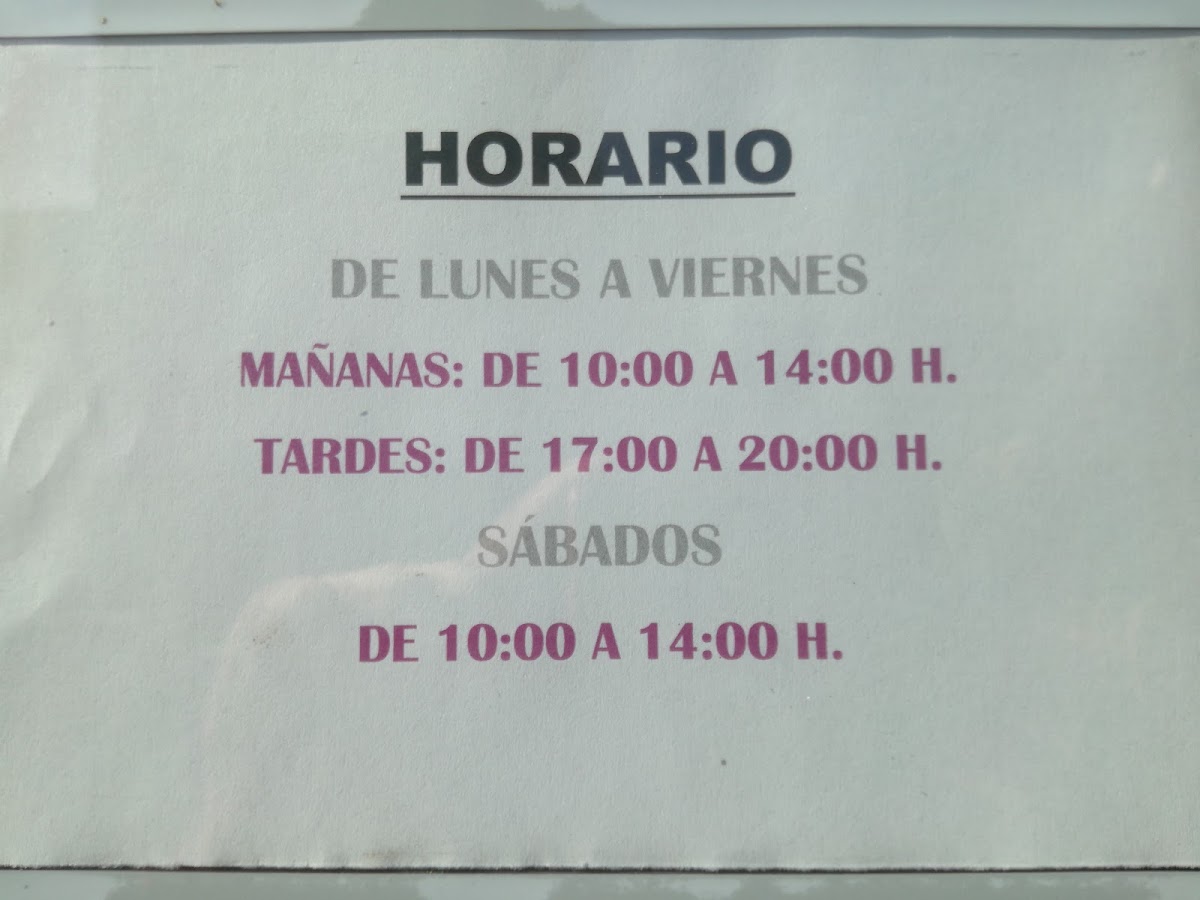 HORARIO
DE LUNES A VIERNES
MAÑANAS: DE 10:00 A 14:00 H.
TARDES: DE 17:00 A 20:00 H.
SÁBADOS
DE 10:00 A 14:00 H.